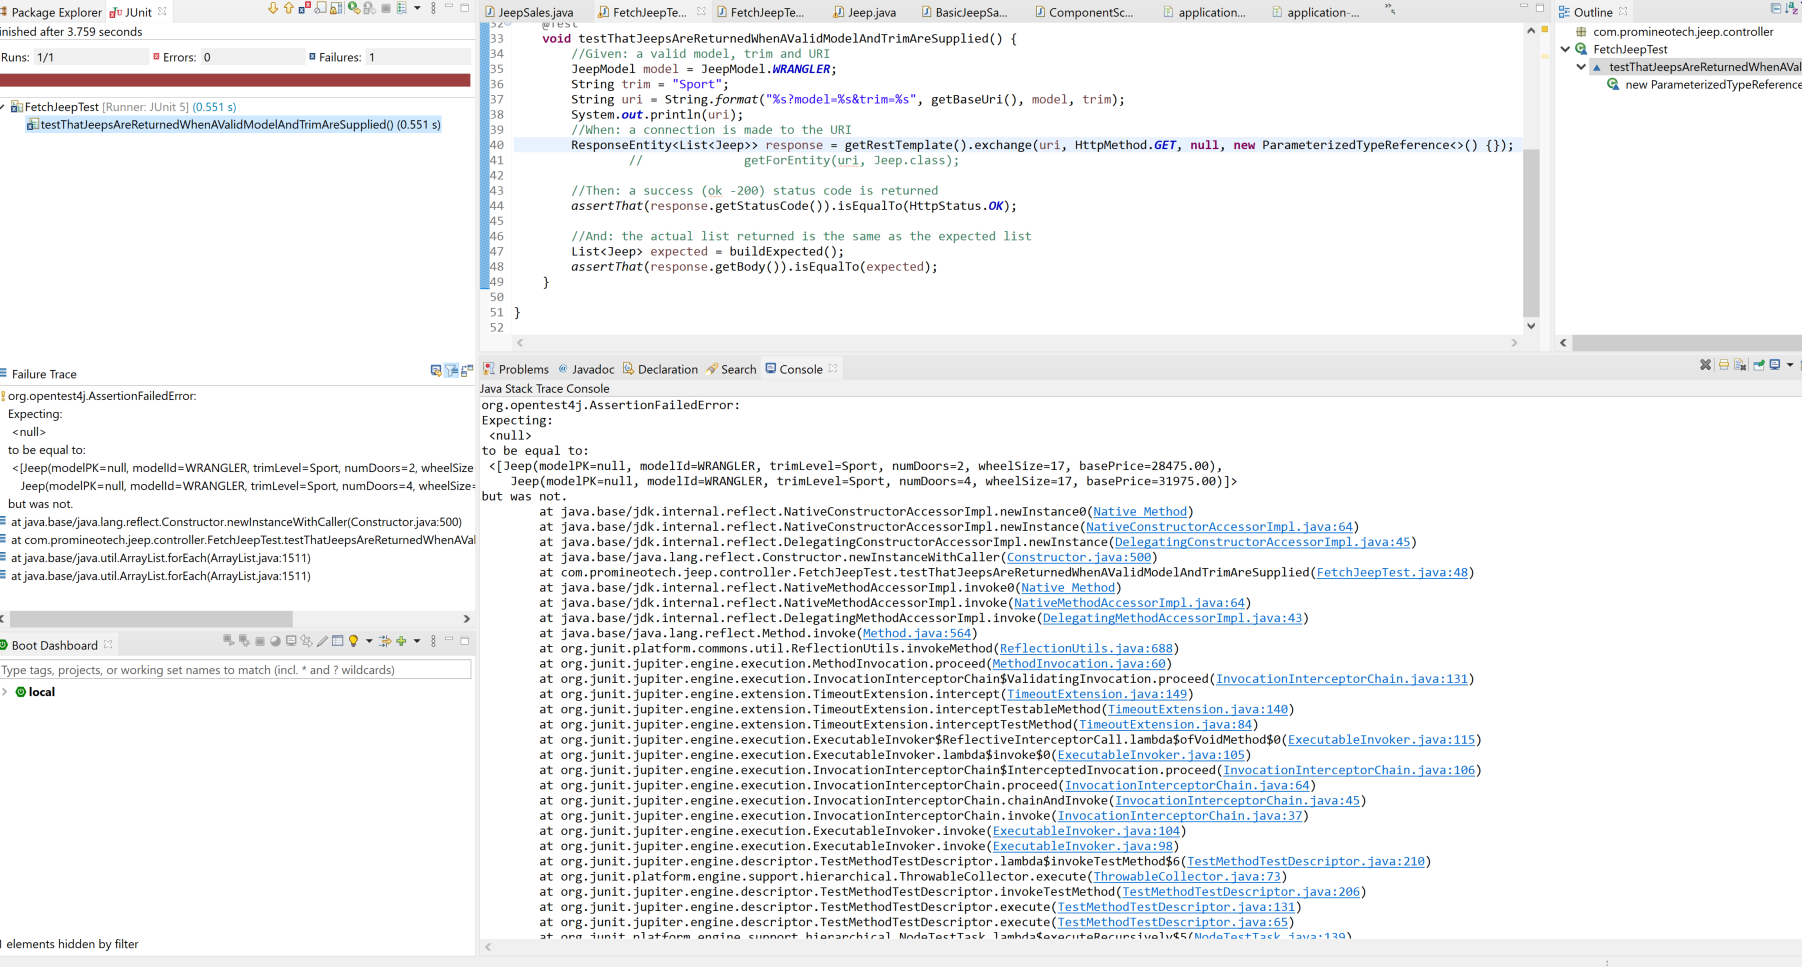 Package Explorer JUnit
inished after 3.759 seconds
Runs: 1/1 Errors: 0 Failures: 1
FetchJeepTest [Runner: JUnit 5] (0.551 s)
testThatJeepsAreReturnedWhenAValidModelAndTrimAreSupplied() (0.551 s)
Failure Trace
org.opentest4j.AssertionFailedError:
Expecting:
<null>
to be equal to:
<[Jeep(modelPK=null, modelId=WRANGLER, trimLevel=Sport, numDoors=2, wheelSize
Jeep(modelPK=null, modelId=WRANGLER, trimLevel=Sport, numDoors=4, wheelSize=
but was not.
at java.base/java.lang.reflect.Constructor.newInstanceWithCaller(Constructor.java:500)
at com.promineotech.jeep.controller.FetchJeepTest.testThatJeepsAreReturnedWhenAVal
at java.base/java.util.ArrayList.forEach(ArrayList.java:1511)
at java.base/java.util.ArrayList.forEach(ArrayList.java:1511)
Boot Dashboard
Type tags, projects, or working set names to match (incl. * and ? wildcards)
local
elements hidden by filter
JeepSales.java FetchJeepTe... FetchJeepTe... Jeep.java BasicJeepSa... ComponentSc... application... application-...
32 @Test
33 void testThatJeepsAreReturnedWhenAValidModelAndTrimAreSupplied() {
34 //Given: a valid model, trim and URI
35 JeepModel model = JeepModel.WRANGLER;
36 String trim = "Sport";
37 String uri = String.format("%s?model=%s&trim=%s", getBaseUri(), model, trim);
38 System.out.println(uri);
39 //When: a connection is made to the URI
40 ResponseEntity<List<Jeep>> response = getRestTemplate().exchange(uri, HttpMethod.GET, null, new ParameterizedTypeReference<>() {});
41 // getForEntity(uri, Jeep.class);
42
43 //Then: a success (ok -200) status code is returned
44 assertThat(response.getStatusCode()).isEqualTo(HttpStatus.OK);
45
46 //And: the actual list returned is the same as the expected list
47 List<Jeep> expected = buildExpected();
48 assertThat(response.getBody()).isEqualTo(expected);
49 }
50
51 }
52
Outline
com.promineotech.jeep.controller
FetchJeepTest
testThatJeepsAreReturnedWhenAVal
new ParameterizedTypeReference
Problems Javadoc Declaration Search Console
Java Stack Trace Console
org.opentest4j.AssertionFailedError:
Expecting:
<null>
to be equal to:
<[Jeep(modelPK=null, modelId=WRANGLER, trimLevel=Sport, numDoors=2, wheelSize=17, basePrice=28475.00),
Jeep(modelPK=null, modelId=WRANGLER, trimLevel=Sport, numDoors=4, wheelSize=17, basePrice=31975.00)]>
but was not.
at java.base/jdk.internal.reflect.NativeConstructorAccessorImpl.newInstance0(Native Method)
at java.base/jdk.internal.reflect.NativeConstructorAccessorImpl.newInstance(NativeConstructorAccessorImpl.java:64)
at java.base/jdk.internal.reflect.DelegatingConstructorAccessorImpl.newInstance(DelegatingConstructorAccessorImpl.java:45)
at java.base/java.lang.reflect.Constructor.newInstanceWithCaller(Constructor.java:500)
at com.promineotech.jeep.controller.FetchJeepTest.testThatJeepsAreReturnedWhenAValidModelAndTrimAreSupplied(FetchJeepTest.java:48)
at java.base/jdk.internal.reflect.NativeMethodAccessorImpl.invoke0(Native Method)
at java.base/jdk.internal.reflect.NativeMethodAccessorImpl.invoke(NativeMethodAccessorImpl.java:64)
at java.base/jdk.internal.reflect.DelegatingMethodAccessorImpl.invoke(DelegatingMethodAccessorImpl.java:43)
at java.base/java.lang.reflect.Method.invoke(Method.java:564)
at org.junit.platform.commons.util.ReflectionUtils.invokeMethod(ReflectionUtils.java:688)
at org.junit.jupiter.engine.execution.MethodInvocation.proceed(MethodInvocation.java:60)
at org.junit.jupiter.engine.execution.InvocationInterceptorChain$ValidatingInvocation.proceed(InvocationInterceptorChain.java:131)
at org.junit.jupiter.engine.extension.TimeoutExtension.intercept(TimeoutExtension.java:149)
at org.junit.jupiter.engine.extension.TimeoutExtension.interceptTestableMethod(TimeoutExtension.java:140)
at org.junit.jupiter.engine.extension.TimeoutExtension.interceptTestMethod(TimeoutExtension.java:84)
at org.junit.jupiter.engine.execution.ExecutableInvoker$ReflectiveInterceptorCall.lambda$ofVoidMethod$0(ExecutableInvoker.java:115)
at org.junit.jupiter.engine.execution.ExecutableInvoker.lambda$invoke$0(ExecutableInvoker.java:105)
at org.junit.jupiter.engine.execution.InvocationInterceptorChain$InterceptedInvocation.proceed(InvocationInterceptorChain.java:106)
at org.junit.jupiter.engine.execution.InvocationInterceptorChain.proceed(InvocationInterceptorChain.java:64)
at org.junit.jupiter.engine.execution.InvocationInterceptorChain.chainAndInvoke(InvocationInterceptorChain.java:45)
at org.junit.jupiter.engine.execution.InvocationInterceptorChain.invoke(InvocationInterceptorChain.java:37)
at org.junit.jupiter.engine.execution.ExecutableInvoker.invoke(ExecutableInvoker.java:104)
at org.junit.jupiter.engine.execution.ExecutableInvoker.invoke(ExecutableInvoker.java:98)
at org.junit.jupiter.engine.descriptor.TestMethodTestDescriptor.lambda$invokeTestMethod$6(TestMethodTestDescriptor.java:210)
at org.junit.platform.engine.support.hierarchical.ThrowableCollector.execute(ThrowableCollector.java:73)
at org.junit.jupiter.engine.descriptor.TestMethodTestDescriptor.invokeTestMethod(TestMethodTestDescriptor.java:206)
at org.junit.jupiter.engine.descriptor.TestMethodTestDescriptor.execute(TestMethodTestDescriptor.java:131)
at org.junit.jupiter.engine.descriptor.TestMethodTestDescriptor.execute(TestMethodTestDescriptor.java:65)
at org.junit.platform.engine.support.hierarchical.NodeTestTask.lambda$executeRecursively$5(NodeTestTask.java:139)